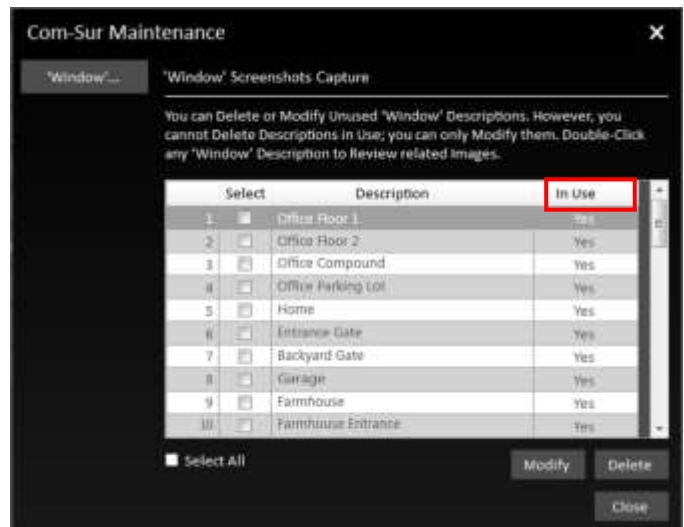 Com-Sur Maintenance
'Window'...
'Window' Screenshots Capture
You can Delete or Modify Unused 'Window' Descriptions. However, you
cannot Delete Descriptions in Use; you can only Modify them. Double-Click
any 'Window' Description to Review related Images.
Select Description In Use
1 Office Floor 1 Yes
2 Office Floor 2 Yes
3 Office Compound Yes
4 Office Parking Lot Yes
5 Home Yes
6 Entrance Gate Yes
7 Backyard Gate Yes
8 Garage Yes
9 Farmhouse Yes
10 Farmhouse Entrance Yes
Select All
Modify Delete
Close